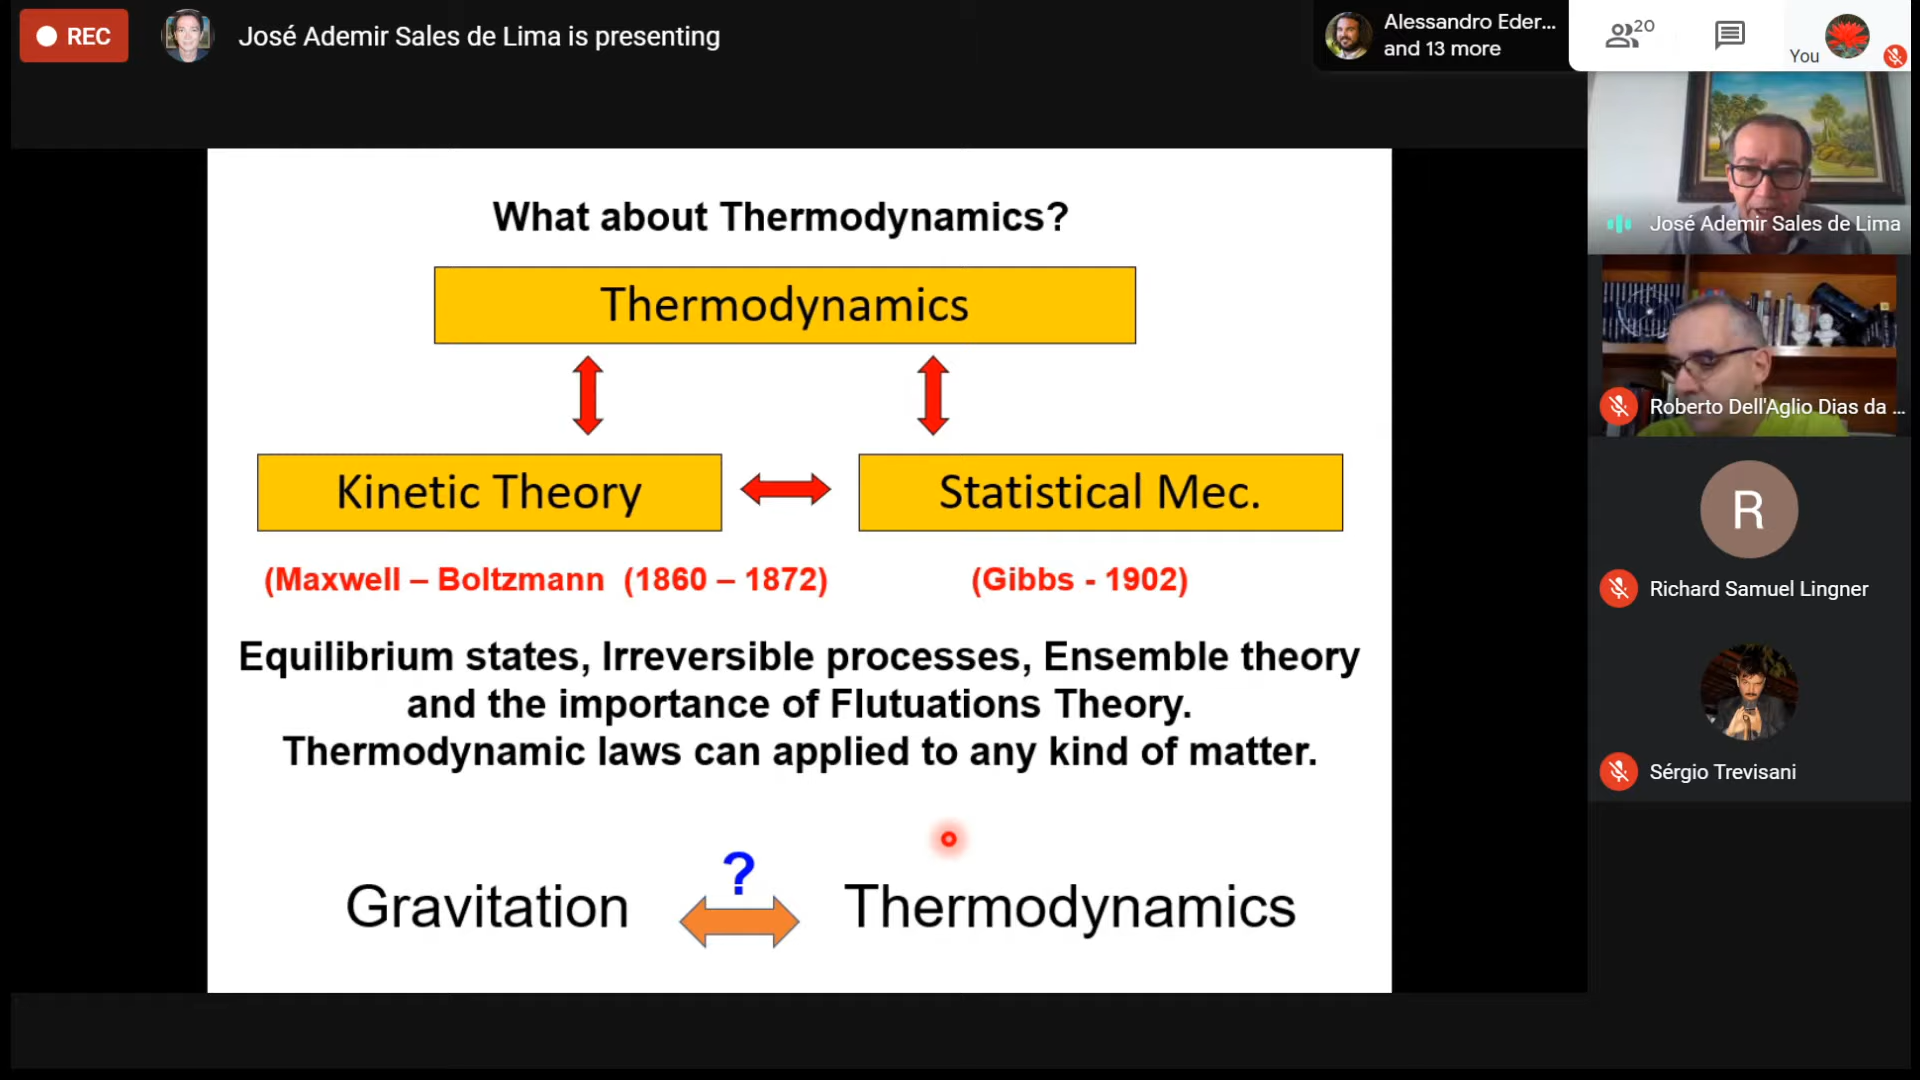 REC
José Ademir Sales de Lima is presenting
Alessandro Eder...
and 13 more
20
You
What about Thermodynamics?
Thermodynamics
Kinetic Theory
Statistical Mec.
(Maxwell – Boltzmann (1860 – 1872)
(Gibbs - 1902)
Equilibrium states, Irreversible processes, Ensemble theory
and the importance of Flutuations Theory.
Thermodynamic laws can applied to any kind of matter.
?
Gravitation
Thermodynamics
José Ademir Sales de Lima
Roberto Dell'Aglio Dias da ...
R
Richard Samuel Lingner
Sérgio Trevisani